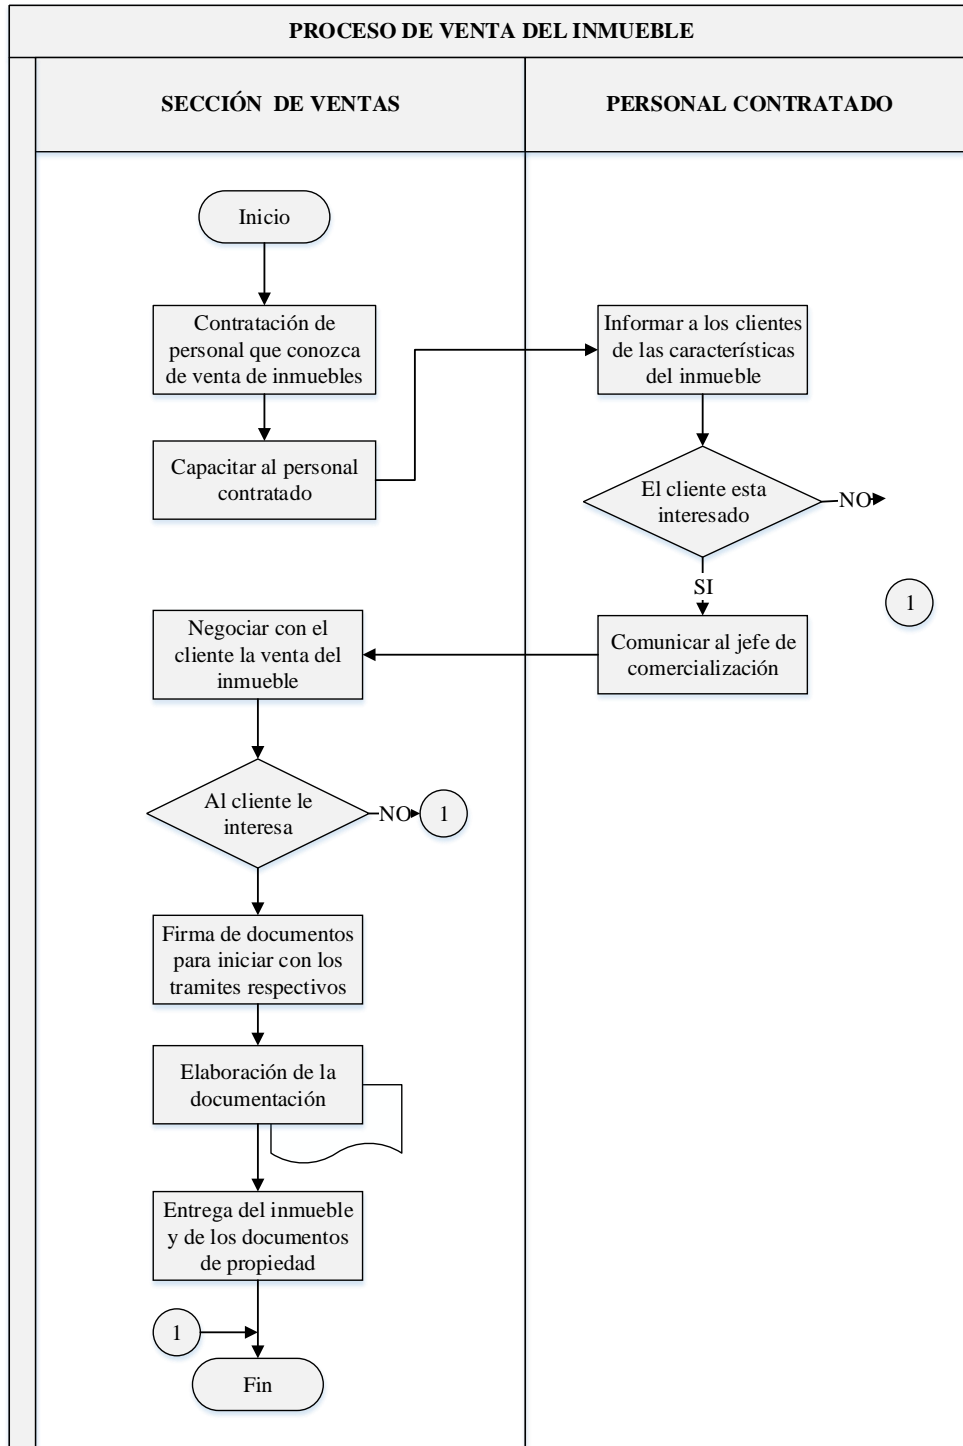 PROCESO DE VENTA DEL INMUEBLE
SECCIÓN DE VENTAS
PERSONAL CONTRATADO
Inicio
Contratación de
personal que conozca
de venta de inmuebles
Informar a los clientes
de las características
del inmueble
Capacitar al personal
contratado
El cliente esta
interesado
NO
SI
1
Negociar con el
cliente la venta del
inmueble
Comunicar al jefe de
comercialización
Al cliente le
interesa
NO
1
Firma de documentos
para iniciar con los
tramites respectivos
Elaboración de la
documentación
Entrega del inmueble
y de los documentos
de propiedad
1
Fin